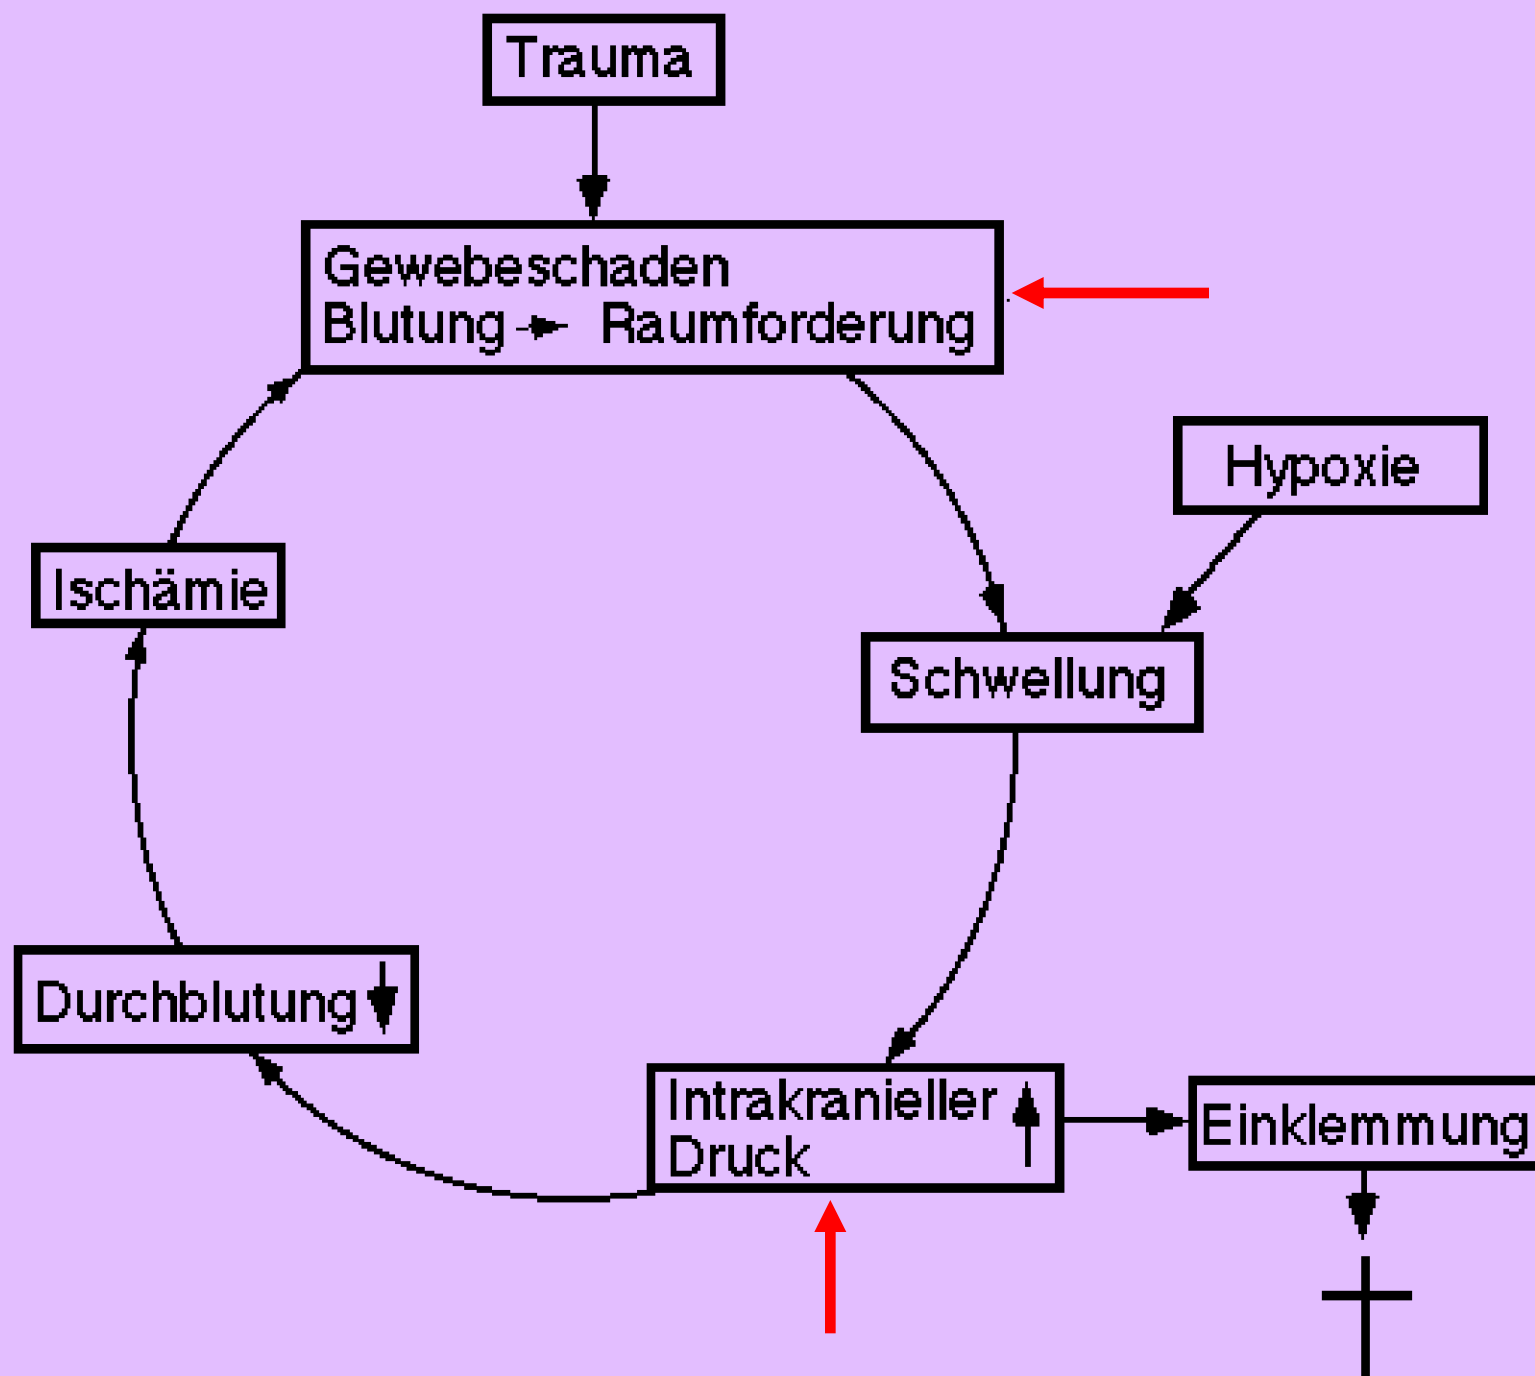 Trauma
Gewebeschaden
Blutung → Raumforderung
Hypoxie
Ischämie
Schwellung
Durchblutung ↓
Intrakranieller ↑
Druck
Einklemmung